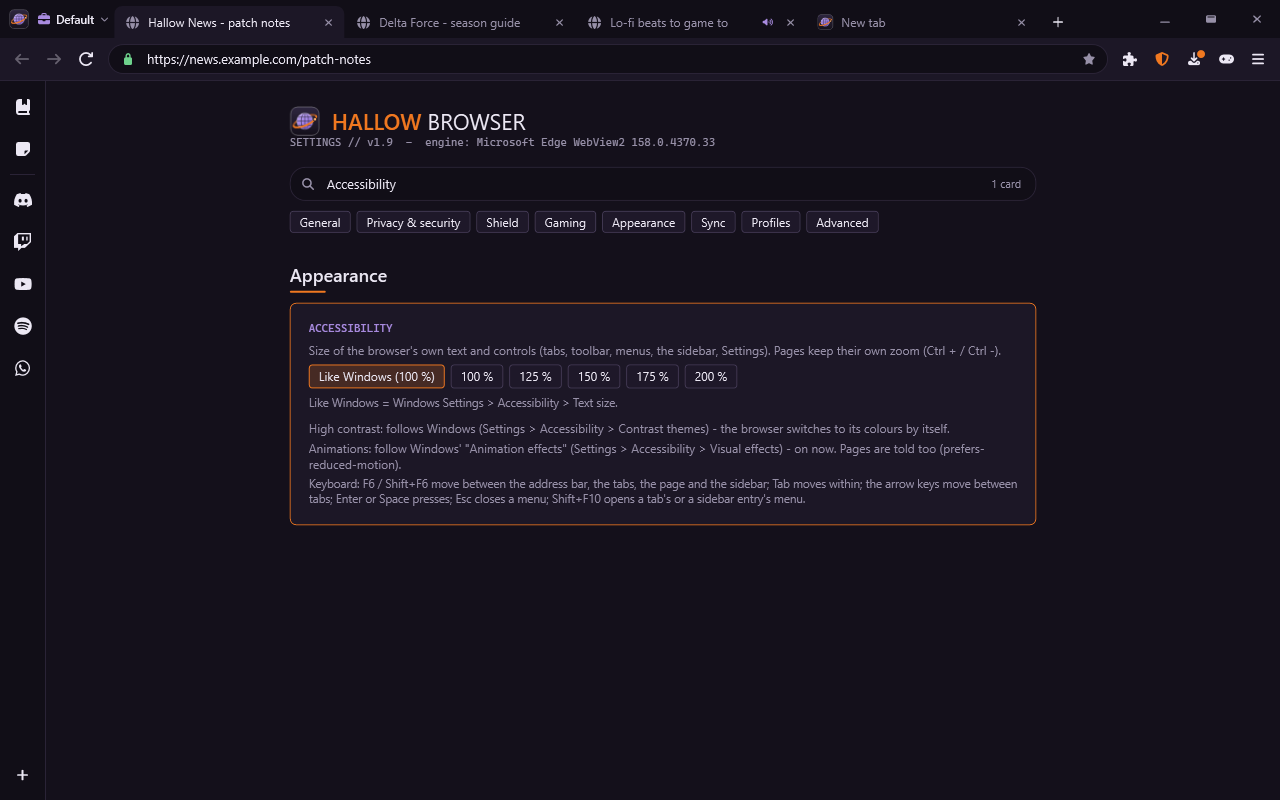 Default
Hallow News - patch notes
Delta Force - season guide
Lo-fi beats to game to
New tab
https://news.example.com/patch-notes
HALLOW BROWSER
SETTINGS // v1.9 – engine: Microsoft Edge WebView2 158.0.4370.33
Accessibility
1 card
General
Privacy & security
Shield
Gaming
Appearance
Sync
Profiles
Advanced
Appearance
ACCESSIBILITY
Size of the browser's own text and controls (tabs, toolbar, menus, the sidebar, Settings). Pages keep their own zoom (Ctrl + / Ctrl -).
Like Windows (100 %)
100 %
125 %
150 %
175 %
200 %
Like Windows = Windows Settings > Accessibility > Text size.
High contrast: follows Windows (Settings > Accessibility > Contrast themes) - the browser switches to its colours by itself.
Animations: follow Windows' "Animation effects" (Settings > Accessibility > Visual effects) - on now. Pages are told too (prefers-
reduced-motion).
Keyboard: F6 / Shift+F6 move between the address bar, the tabs, the page and the sidebar; Tab moves within; the arrow keys move between
tabs; Enter or Space presses; Esc closes a menu; Shift+F10 opens a tab's or a sidebar entry's menu.